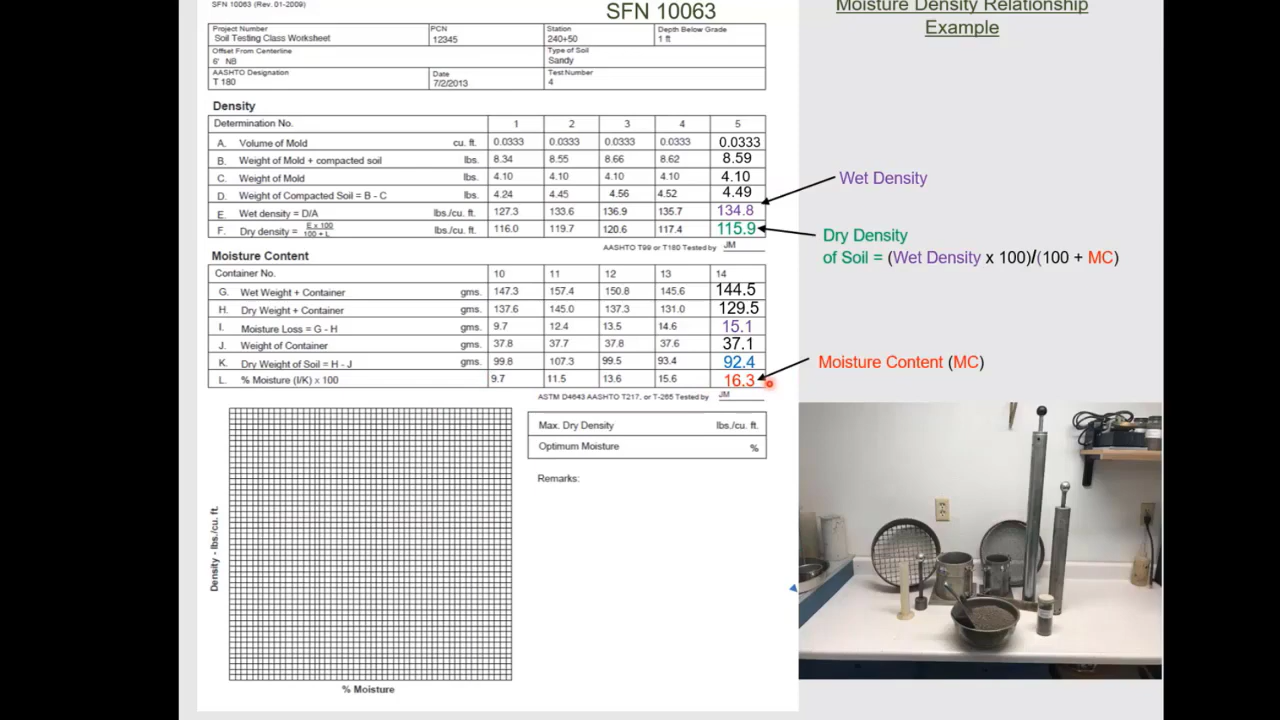 SFN 10063 (Rev. 01-2009)
SFN 10063
Moisture Density Relationship
Example
Project Number
Soil Testing Class Worksheet
PCN
12345
Station
240+50
Depth Below Grade
1 ft
Offset From Centerline
6' NB
Type of Soil
Sandy
AASHTO Designation
T 180
Date
7/2/2013
Test Number
4
Density
Determination No. 1 2 3 4 5
A. Volume of Mold cu. ft. 0.0333 0.0333 0.0333 0.0333 0.0333
B. Weight of Mold + compacted soil lbs. 8.34 8.55 8.66 8.62 8.59
C. Weight of Mold lbs. 4.10 4.10 4.10 4.10 4.10
D. Weight of Compacted Soil = B - C lbs. 4.24 4.45 4.56 4.52 4.49
E. Wet density = D/A lbs./cu. ft. 127.3 133.6 136.9 135.7 134.8
F. Dry density = E x 100 / 100 + L lbs./cu. ft. 116.0 119.7 120.6 117.4 115.9
AASHTO T99 or T180 Tested by JM
Wet Density
Dry Density
of Soil = (Wet Density x 100)/(100 + MC)
Moisture Content
Container No. 10 11 12 13 14
G. Wet Weight + Container gms. 147.3 157.4 150.8 145.6 144.5
H. Dry Weight + Container gms. 137.6 145.0 137.3 131.0 129.5
I. Moisture Loss = G - H gms. 9.7 12.4 13.5 14.6 15.1
J. Weight of Container gms. 37.8 37.7 37.8 37.6 37.1
K. Dry Weight of Soil = H - J gms. 99.8 107.3 99.5 93.4 92.4
L. % Moisture (I/K) x 100 9.7 11.5 13.6 15.6 16.3
ASTM D4643 AASHTO T217, or T-265 Tested by JM
Moisture Content (MC)
Max. Dry Density lbs./cu. ft.
Optimum Moisture %
Remarks:
Density - lbs./cu. ft.
% Moisture